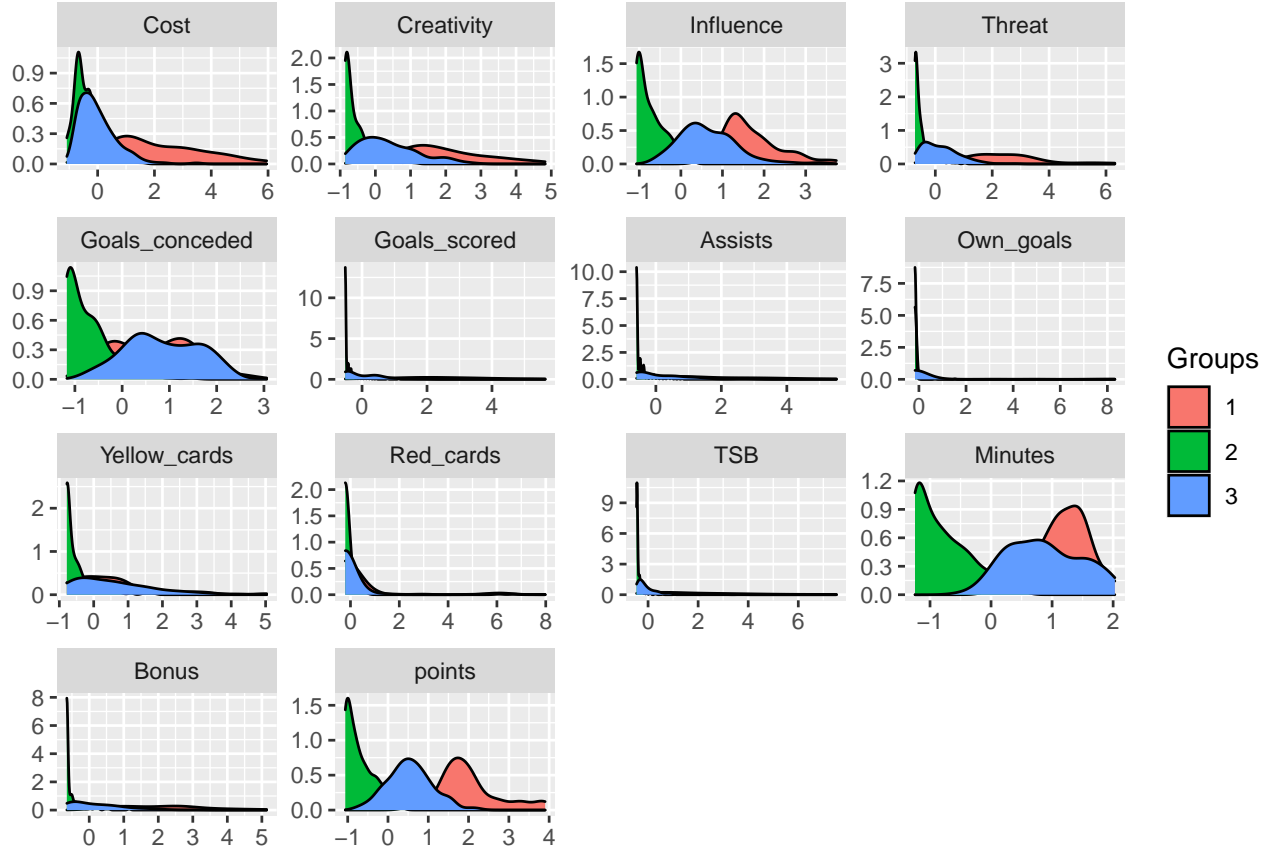 Cost Creativity Influence Threat
0.9 0.6 0.3 0.0
2.0 1.5 1.0 0.5 0.0
1.5 1.0 0.5 0.0
3 2 1 0
0 2 4 6
−1 0 1 2 3 4 5
−1 0 1 2 3
0 2 4 6
Goals_conceded Goals_scored Assists Own_goals
0.9 0.6 0.3 0.0
10 5 0
10.0 7.5 5.0 2.5 0.0
7.5 5.0 2.5 0.0
−1 0 1 2 3
0 2 4
0 2 4
0 2 4 6 8
Yellow_cards Red_cards TSB Minutes
2 1 0
2.0 1.5 1.0 0.5 0.0
9 6 3 0
1.2 0.9 0.6 0.3 0.0
−1 0 1 2 3 4 5
0 2 4 6 8
0 2 4 6
−1 0 1 2
Bonus points
8 6 4 2 0
1.5 1.0 0.5 0.0
0 1 2 3 4 5
−1 0 1 2 3 4
Groups
1
2
3